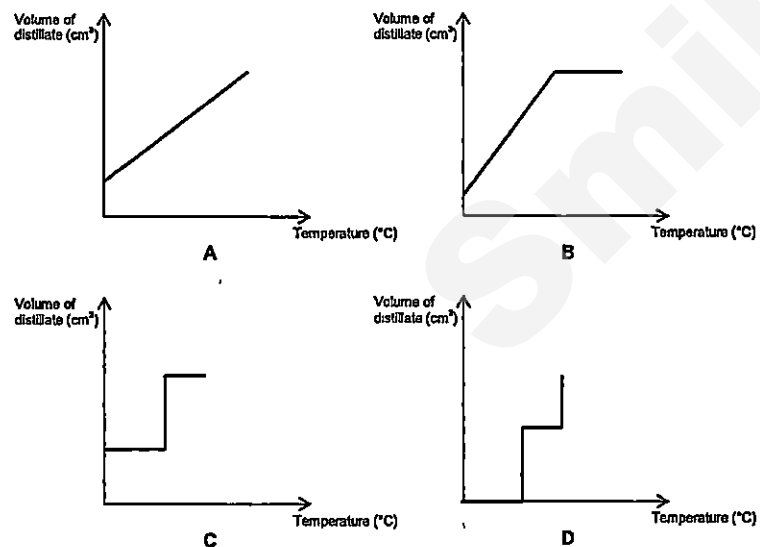 Volume of
distillate (cm³)
Temperature (°C)
A
Volume of
distillate (cm³)
Temperature (°C)
B
Volume of
distillate (cm³)
Temperature (°C)
C
Volume of
distillate (cm³)
Temperature (°C)
D
Smil